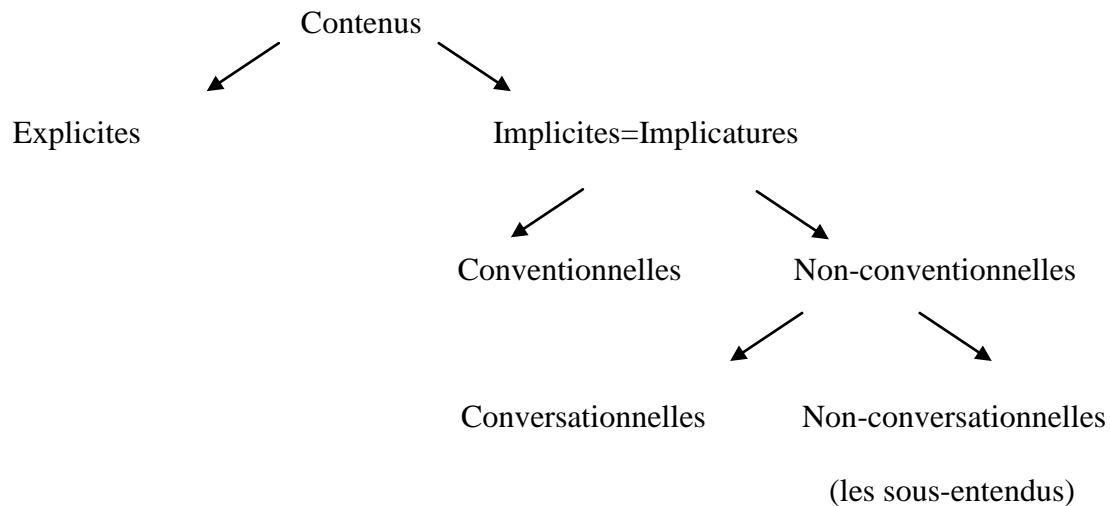 Contenus
Explicites Implicites=Implicatures
Conventionnelles Non-conventionnelles
Conversationnelles Non-conversationnelles
(les sous-entendus)